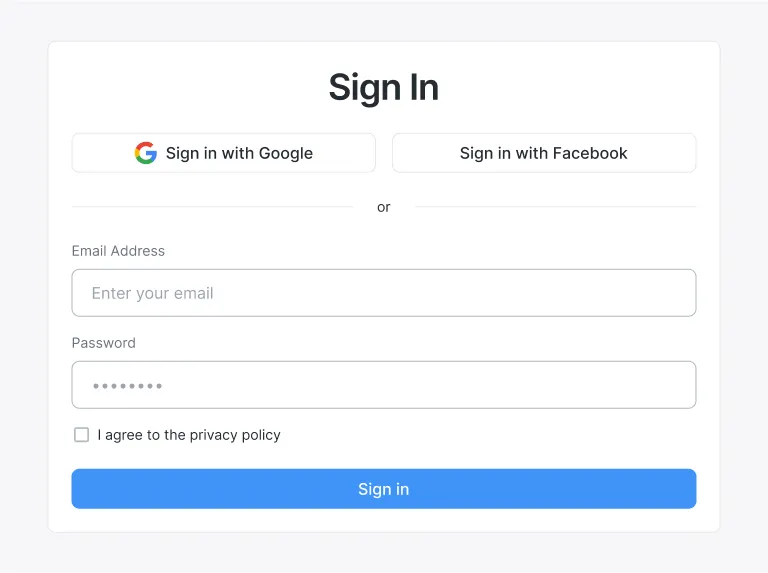 Sign In
Sign in with Google
Sign in with Facebook
or
Email Address
Enter your email
Password
••••••••
I agree to the privacy policy
Sign in